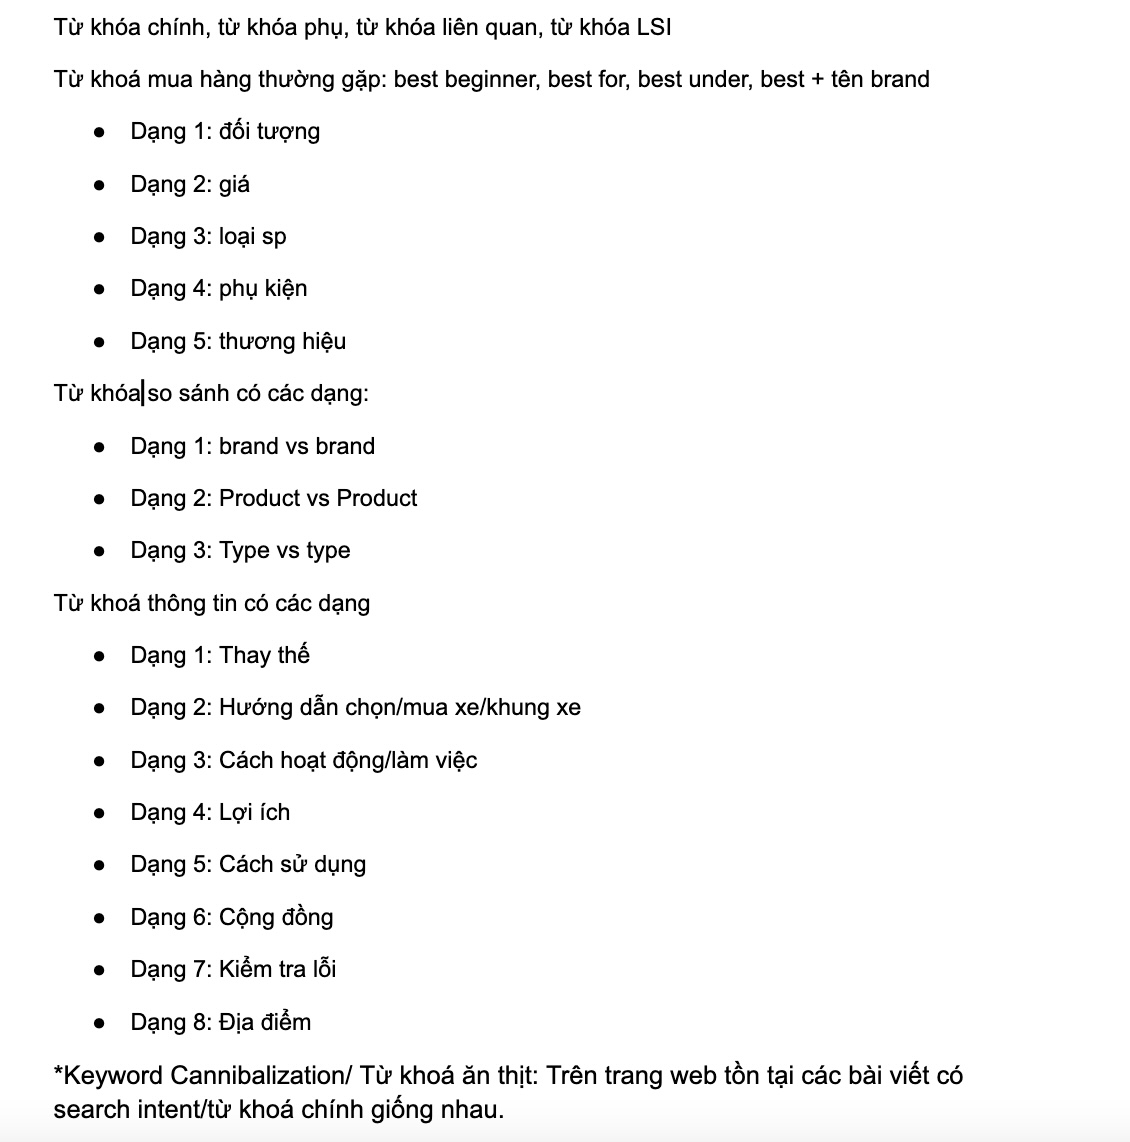 Từ khóa chính, từ khóa phụ, từ khóa liên quan, từ khóa LSI
Từ khoá mua hàng thường gặp: best beginner, best for, best under, best + tên brand
● Dạng 1: đối tượng
● Dạng 2: giá
● Dạng 3: loại sp
● Dạng 4: phụ kiện
● Dạng 5: thương hiệu
Từ khóa so sánh có các dạng:
● Dạng 1: brand vs brand
● Dạng 2: Product vs Product
● Dạng 3: Type vs type
Từ khoá thông tin có các dạng
● Dạng 1: Thay thế
● Dạng 2: Hướng dẫn chọn/mua xe/khung xe
● Dạng 3: Cách hoạt động/làm việc
● Dạng 4: Lợi ích
● Dạng 5: Cách sử dụng
● Dạng 6: Cộng đồng
● Dạng 7: Kiểm tra lỗi
● Dạng 8: Địa điểm
*Keyword Cannibalization/ Từ khoá ăn thịt: Trên trang web tồn tại các bài viết có
search intent/từ khoá chính giống nhau.